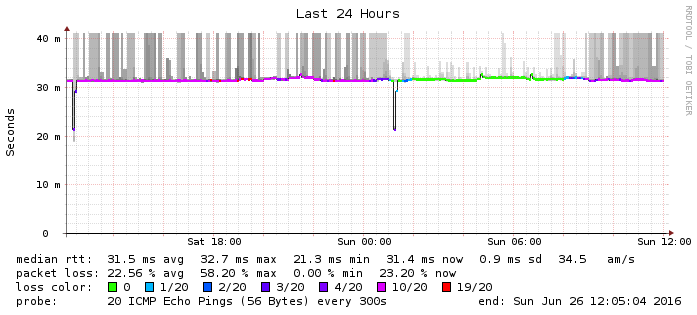 Last 24 Hours
RRDTOOL / TOBI OETIKER
Seconds
40 m
30 m
20 m
10 m
0
Sat 18:00 Sun 00:00 Sun 06:00 Sun 12:00
median rtt: 31.5 ms avg 32.7 ms max 21.3 ms min 31.4 ms now 0.9 ms sd 34.5 am/s
packet loss: 22.56 % avg 58.20 % max 0.00 % min 23.20 % now
loss color: 0 1/20 2/20 3/20 4/20 10/20 19/20
probe: 20 ICMP Echo Pings (56 Bytes) every 300s end: Sun Jun 26 12:05:04 2016